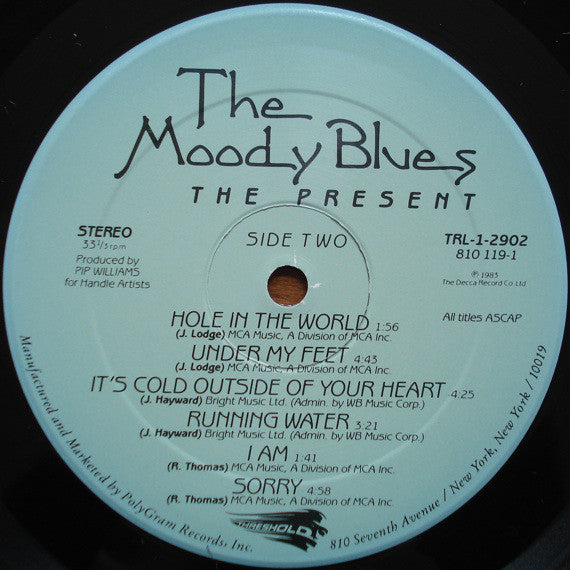 The
Moody Blues
THE PRESENT
STEREO
33 1/3 rpm
Produced by
PIP WILLIAMS
for Handle Artists
SIDE TWO
TRL-1-2902
810 119-1
℗ 1983
The Decca Record Co Ltd
All titles ASCAP
HOLE IN THE WORLD 1:56
(J. Lodge) MCA Music, A Division of MCA Inc.
UNDER MY FEET 4:43
(J. Lodge) MCA Music, A Division of MCA Inc.
IT'S COLD OUTSIDE OF YOUR HEART 4:25
(J. Hayward) Bright Music Ltd. (Admin. by WB Music Corp.)
RUNNING WATER 3:21
(J. Hayward) Bright Music Ltd. (Admin. by WB Music Corp.)
I AM 1:41
(R. Thomas) MCA Music, A Division of MCA Inc.
SORRY 4:58
(R. Thomas) MCA Music, A Division of MCA Inc.
THRESHOLD
Manufactured and Marketed by PolyGram Records, Inc.
810 Seventh Avenue / New York, New York / 10019